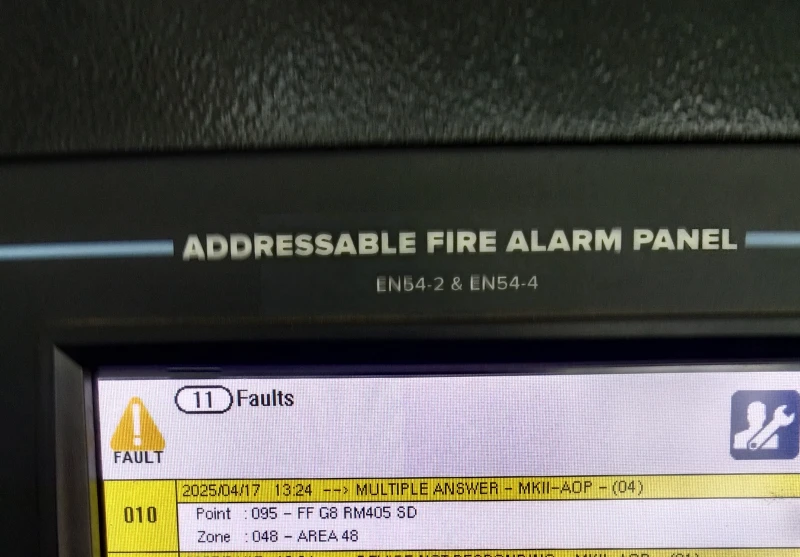 ADDRESSABLE FIRE ALARM PANEL
EN54-2 & EN54-4
11 Faults
FAULT
010
2025/04/17 13:24 --> MULTIPLE ANSWER - MKII-AOP - (04)
Point : 095 - FF G8 RM405 SD
Zone : 048 - AREA 48